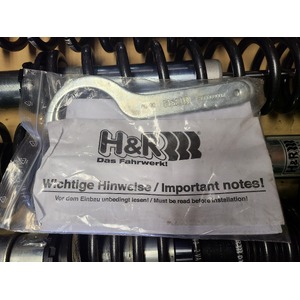 H&R
Das Fahrwerk!
Wichtige Hinweise / Important notes!
Vor dem Einbau unbedingt lesen! / Must be read before installation!
H&R